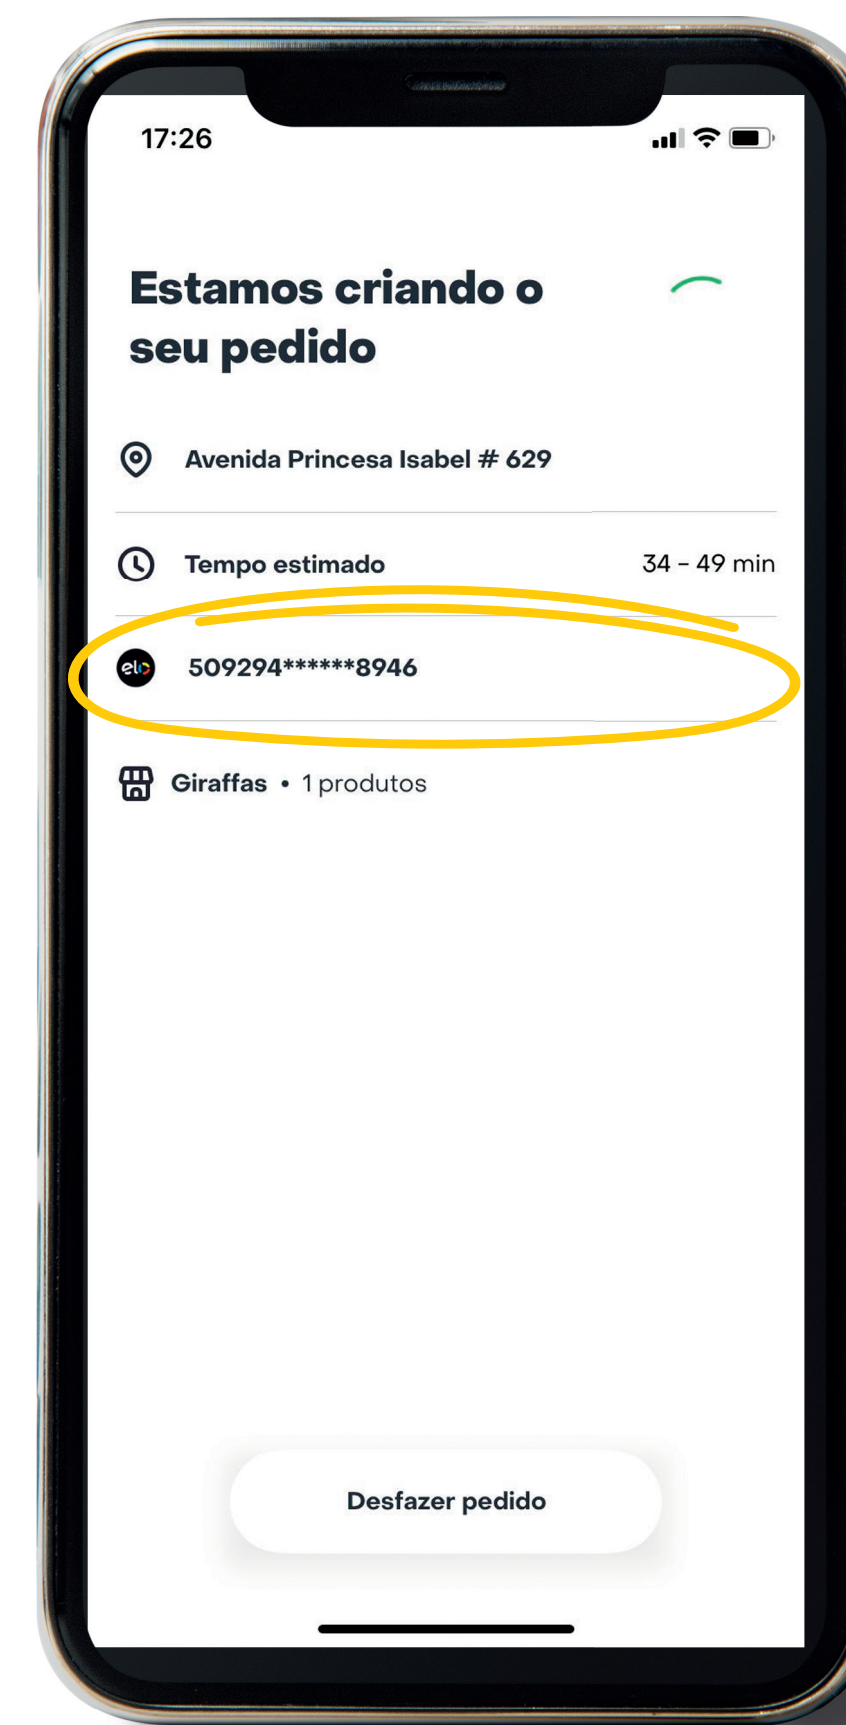 17:26
Estamos criando o
seu pedido
Avenida Princesa Isabel # 629
Tempo estimado 34 – 49 min
elo 509294******8946
Giraffas • 1 produtos
Desfazer pedido